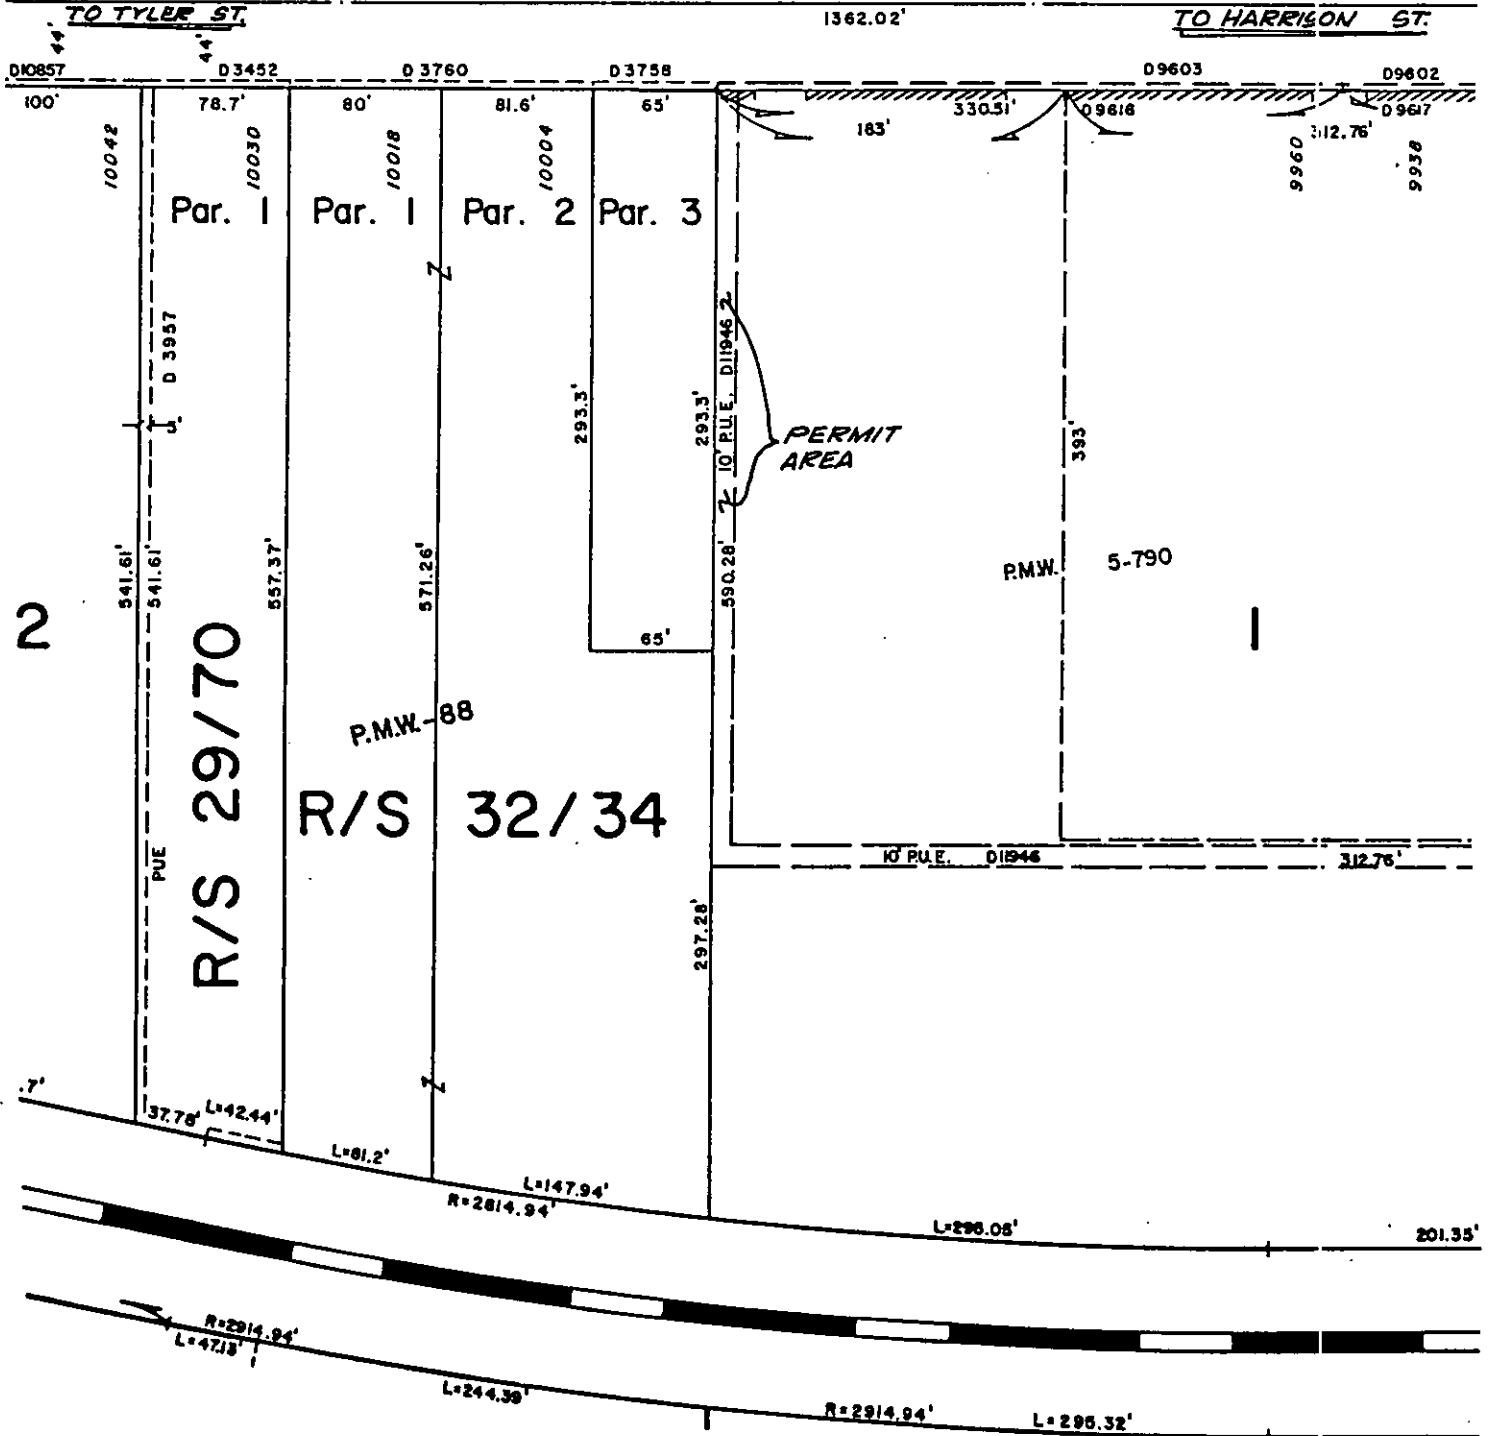 TO TYLER ST.
1362.02'
TO HARRISON ST.
44'
44'
D10857
D3452
D3760
D3758
D9603
D9602
100'
78.7'
80'
81.6'
65'
183'
330.51'
D9616
312.76'
D9617
10042
10030
10018
10004
9960
9938
Par. 1
Par. 1
Par. 2
Par. 3
D 3957
5'
293.3'
293.3'
10' P.U.E. D11946
PERMIT
AREA
393'
541.61'
541.61'
557.37'
571.26'
590.28'
P.M.W. 5-790
2
1
65'
R/S 29/70
P.M.W.-88
R/S 32/34
PUE
10' P.U.E. D11946
312.76'
297.28'
.7'
37.78'
L=42.44'
L=81.2'
L=147.94'
R=2814.94'
L=296.06'
201.35'
R=2914.94'
L=47.13'
L=244.39'
R=2914.94'
L=295.32'